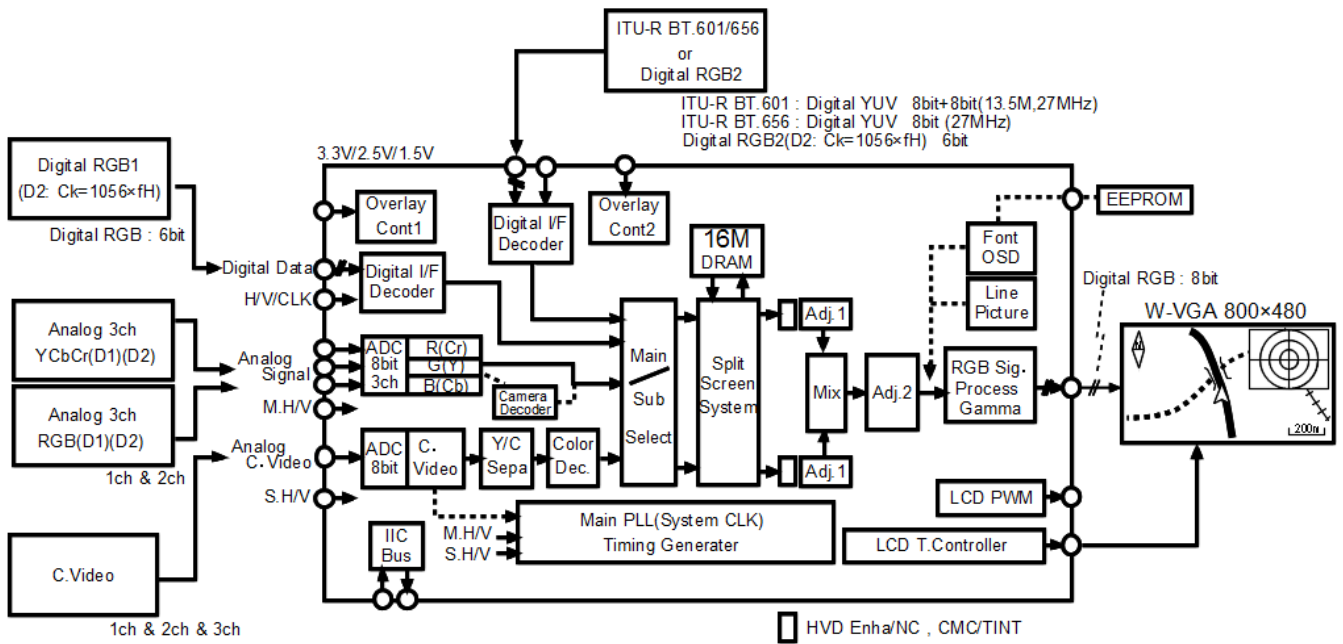 ITU-R BT.601/656
or
Digital RGB2
ITU-R BT.601 : Digital YUV 8bit+8bit(13.5M,27MHz)
ITU-R BT.656 : Digital YUV 8bit (27MHz)
Digital RGB2(D2: Ck=1056×fH) 6bit
3.3V/2.5V/1.5V
Digital RGB1
(D2: Ck=1056×fH)
Digital RGB : 6bit
Overlay
Cont1
Digital I/F
Decoder
Overlay
Cont2
16M
DRAM
Font
OSD
EEPROM
Line
Picture
Digital RGB : 8bit
W-VGA 800×480
200m
Digital Data
H/V/CLK
Digital I/F
Decoder
Analog 3ch
YCbCr(D1)(D2)
Analog 3ch
RGB(D1)(D2)
1ch & 2ch
Analog
Signal
M.H/V
ADC
8bit
3ch
R(Cr)
G(Y)
B(Cb)
Camera
Decoder
Main
Sub
Select
Split
Screen
System
Adj.1
Mix
Adj.2
RGB Sig.
Process
Gamma
Adj.1
Analog
C.Video
S.H/V
ADC
8bit
C.
Video
Y/C
Sepa
Color
Dec.
C.Video
1ch & 2ch & 3ch
IIC
Bus
M.H/V
S.H/V
Main PLL(System CLK)
Timing Generater
LCD PWM
LCD T.Controller
HVD Enha/NC , CMC/TINT